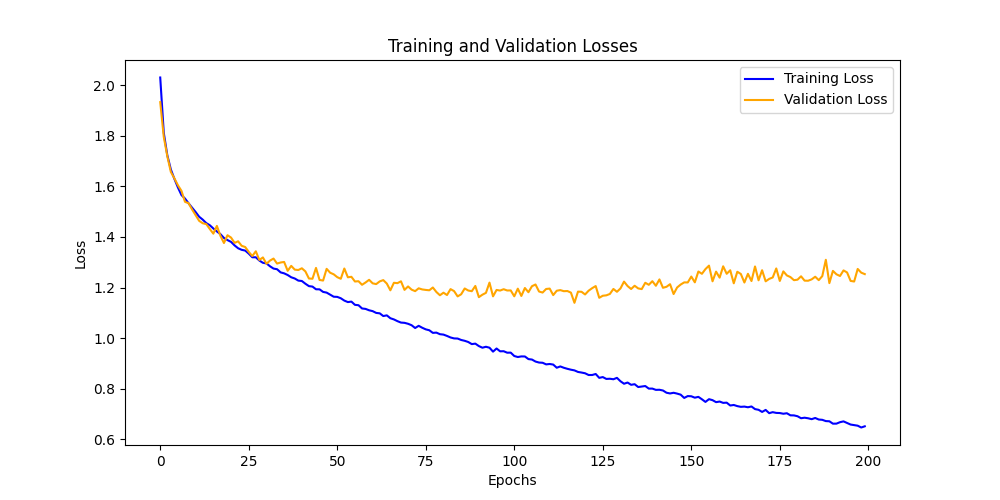 Training and Validation Losses
Training Loss
Validation Loss
2.0
1.8
1.6
1.4
1.2
1.0
0.8
0.6
Loss
0 25 50 75 100 125 150 175 200
Epochs